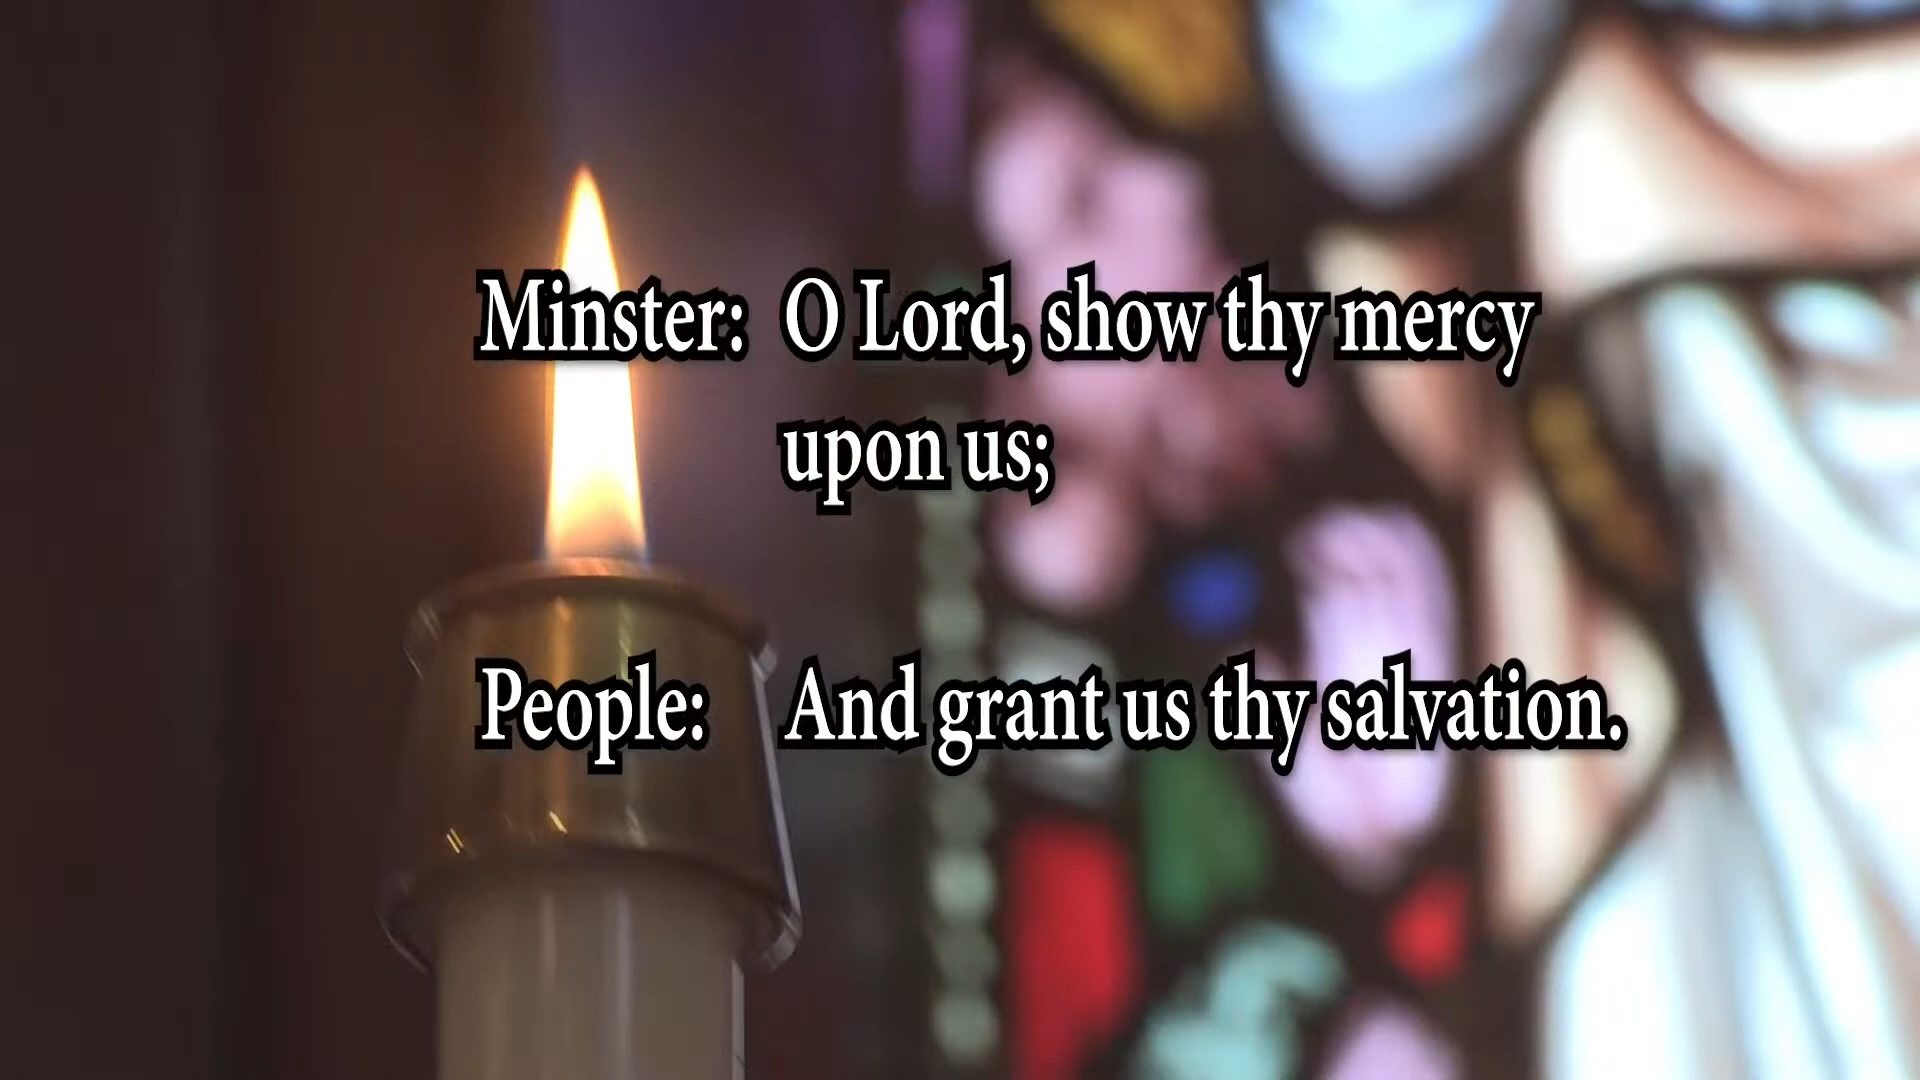 Minster: O Lord, show thy mercy
upon us;
People: And grant us thy salvation.